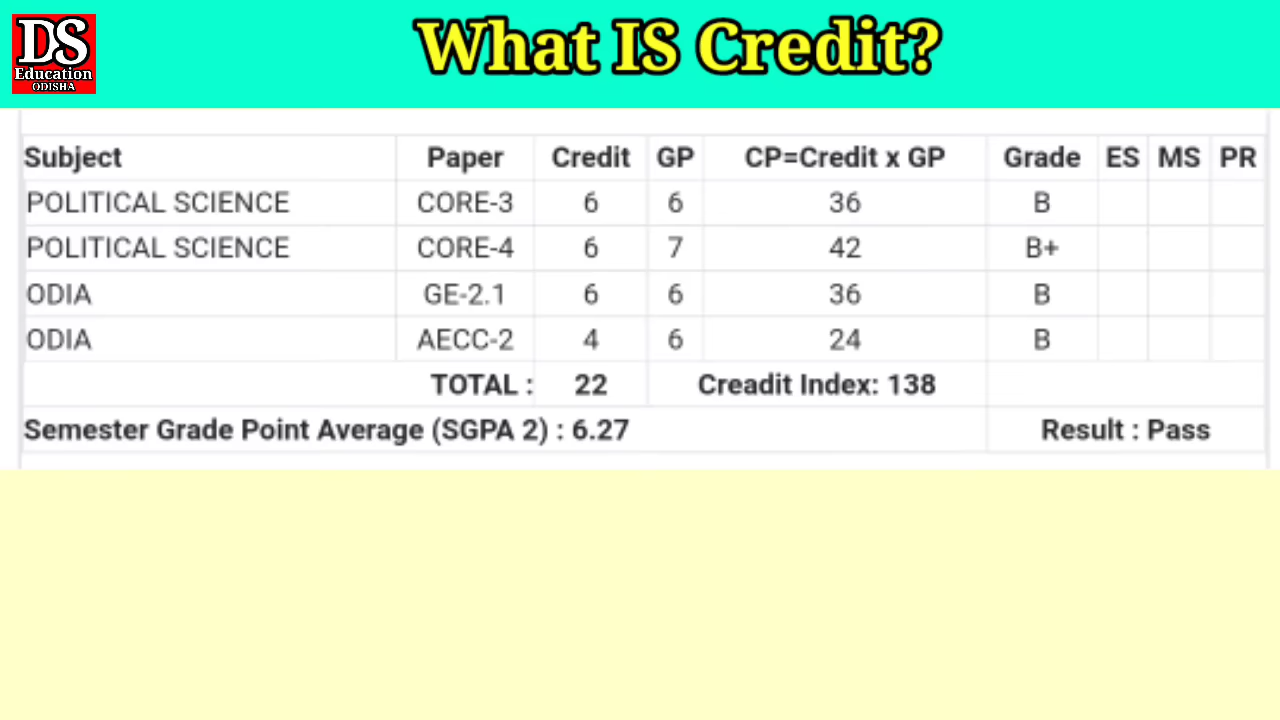 DS
Education
ODISHA
What IS Credit?
Subject Paper Credit GP CP=Credit x GP Grade ES MS PR
POLITICAL SCIENCE CORE-3 6 6 36 B
POLITICAL SCIENCE CORE-4 6 7 42 B+
ODIA GE-2.1 6 6 36 B
ODIA AECC-2 4 6 24 B
TOTAL : 22 Creadit Index: 138
Semester Grade Point Average (SGPA 2) : 6.27 Result : Pass